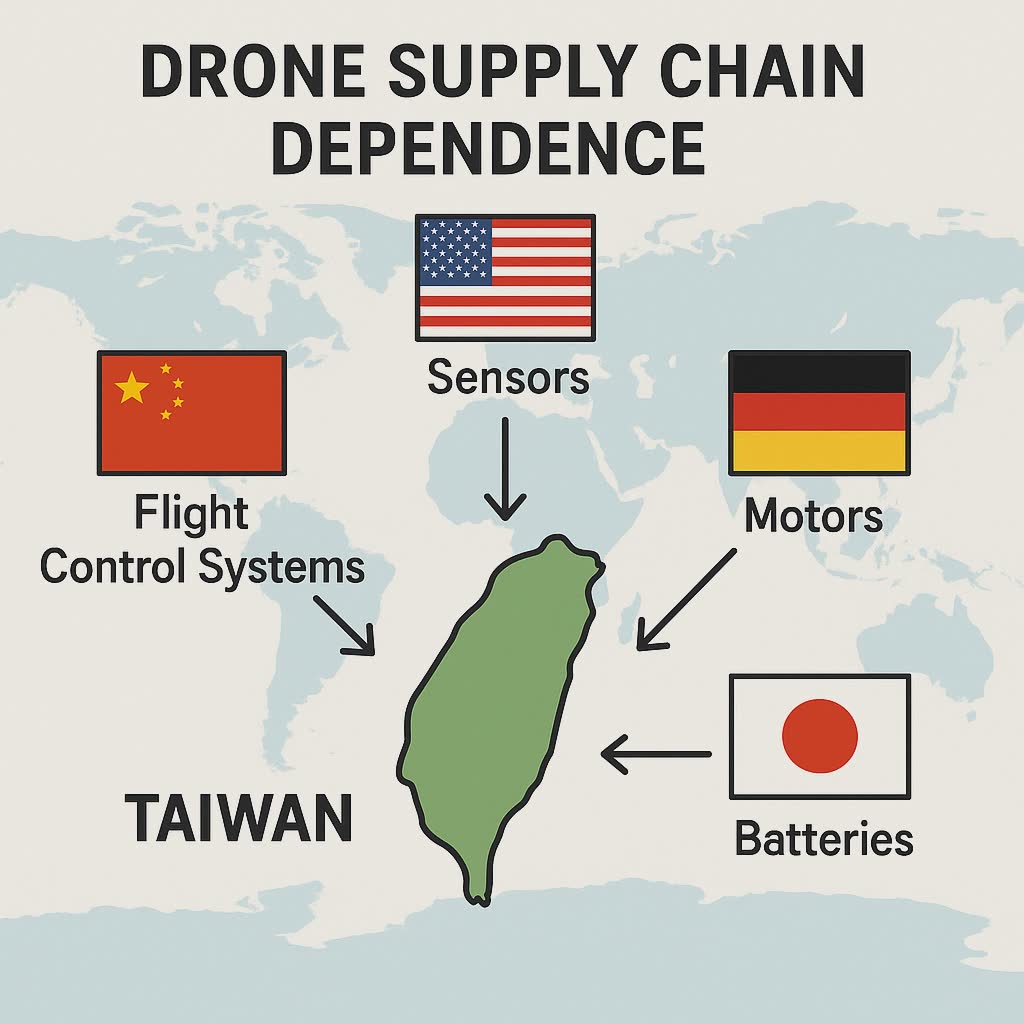 DRONE SUPPLY CHAIN
DEPENDENCE
Sensors
Flight
Control Systems
Motors
TAIWAN
Batteries